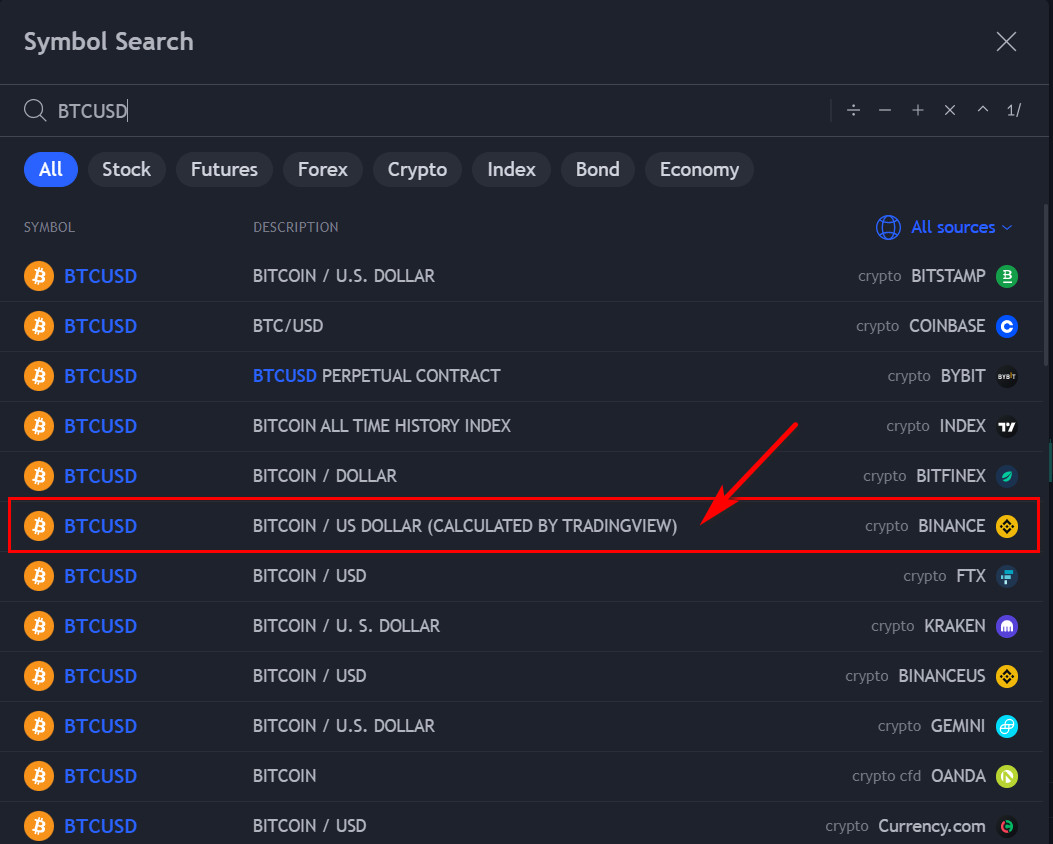 Symbol Search
BTCUSD
1/
All Stock Futures Forex Crypto Index Bond Economy
SYMBOL DESCRIPTION All sources
BTCUSD BITCOIN / U.S. DOLLAR crypto BITSTAMP
BTCUSD BTC/USD crypto COINBASE
BTCUSD BTCUSD PERPETUAL CONTRACT crypto BYBIT BYBIT
BTCUSD BITCOIN ALL TIME HISTORY INDEX crypto INDEX
BTCUSD BITCOIN / DOLLAR crypto BITFINEX
BTCUSD BITCOIN / US DOLLAR (CALCULATED BY TRADINGVIEW) crypto BINANCE
BTCUSD BITCOIN / USD crypto FTX
BTCUSD BITCOIN / U. S. DOLLAR crypto KRAKEN
BTCUSD BITCOIN / USD crypto BINANCEUS
BTCUSD BITCOIN / U.S. DOLLAR crypto GEMINI
BTCUSD BITCOIN crypto cfd OANDA
BTCUSD BITCOIN / USD crypto Currency.com